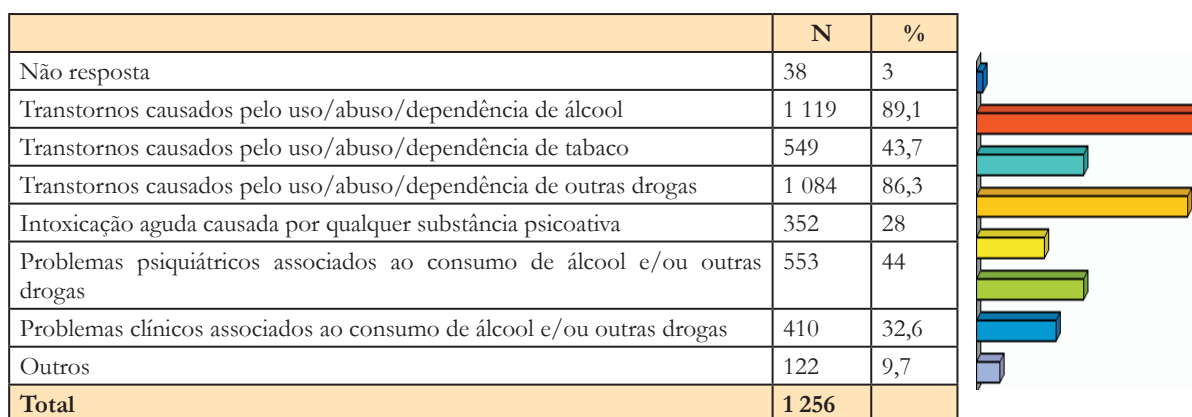 N %
Não resposta 38 3
Transtornos causados pelo uso/abuso/dependência de álcool 1 119 89,1
Transtornos causados pelo uso/abuso/dependência de tabaco 549 43,7
Transtornos causados pelo uso/abuso/dependência de outras drogas 1 084 86,3
Intoxicação aguda causada por qualquer substância psicoativa 352 28
Problemas psiquiátricos associados ao consumo de álcool e/ou outras 553 44
drogas
Problemas clínicos associados ao consumo de álcool e/ou outras drogas 410 32,6
Outros 122 9,7
Total 1 256